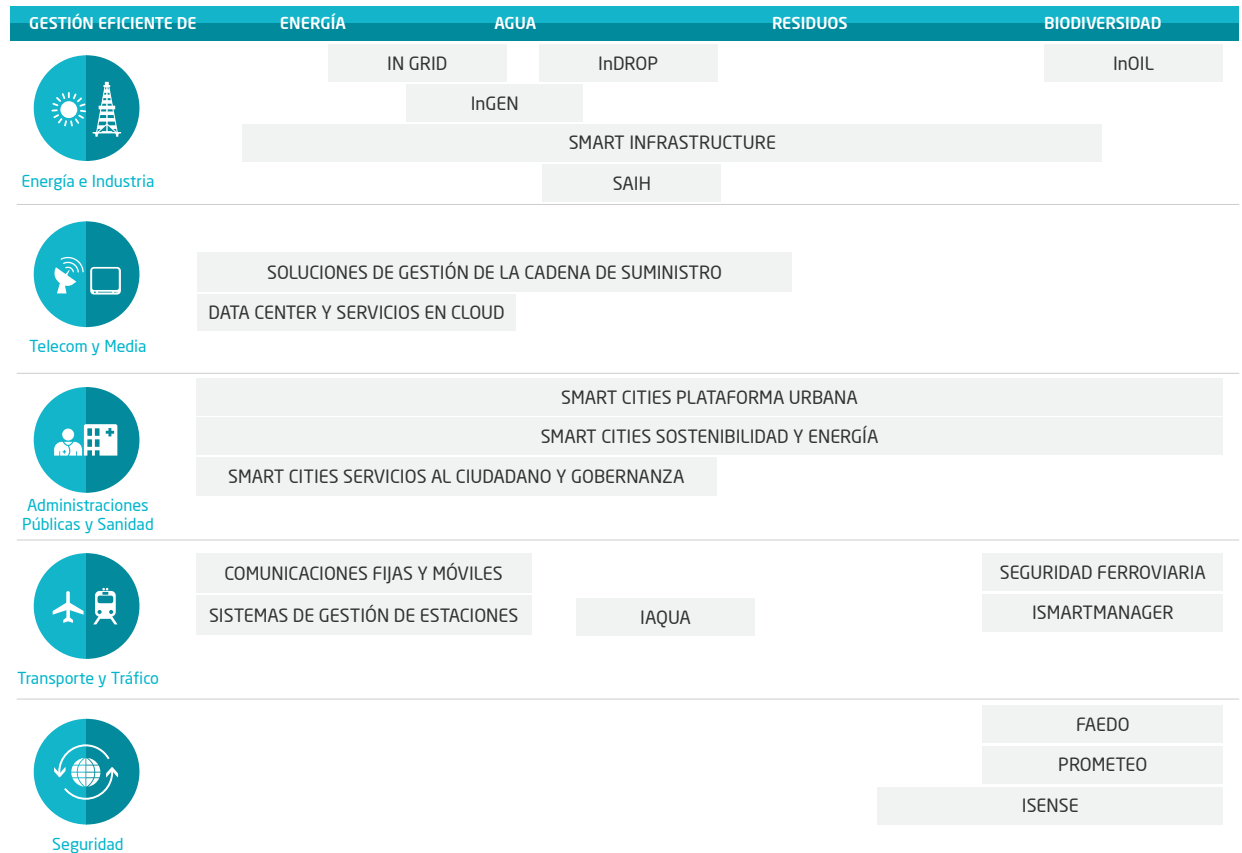 GESTIÓN EFICIENTE DE ENERGÍA AGUA RESIDUOS BIODIVERSIDAD
IN GRID InDROP InOIL
InGEN
SMART INFRASTRUCTURE
SAIH
Energía e Industria
SOLUCIONES DE GESTIÓN DE LA CADENA DE SUMINISTRO
DATA CENTER Y SERVICIOS EN CLOUD
Telecom y Media
SMART CITIES PLATAFORMA URBANA
SMART CITIES SOSTENIBILIDAD Y ENERGÍA
SMART CITIES SERVICIOS AL CIUDADANO Y GOBERNANZA
Administraciones
Públicas y Sanidad
COMUNICACIONES FIJAS Y MÓVILES SEGURIDAD FERROVIARIA
SISTEMAS DE GESTIÓN DE ESTACIONES IAQUA ISMARTMANAGER
Transporte y Tráfico
FAEDO
PROMETEO
ISENSE
Seguridad